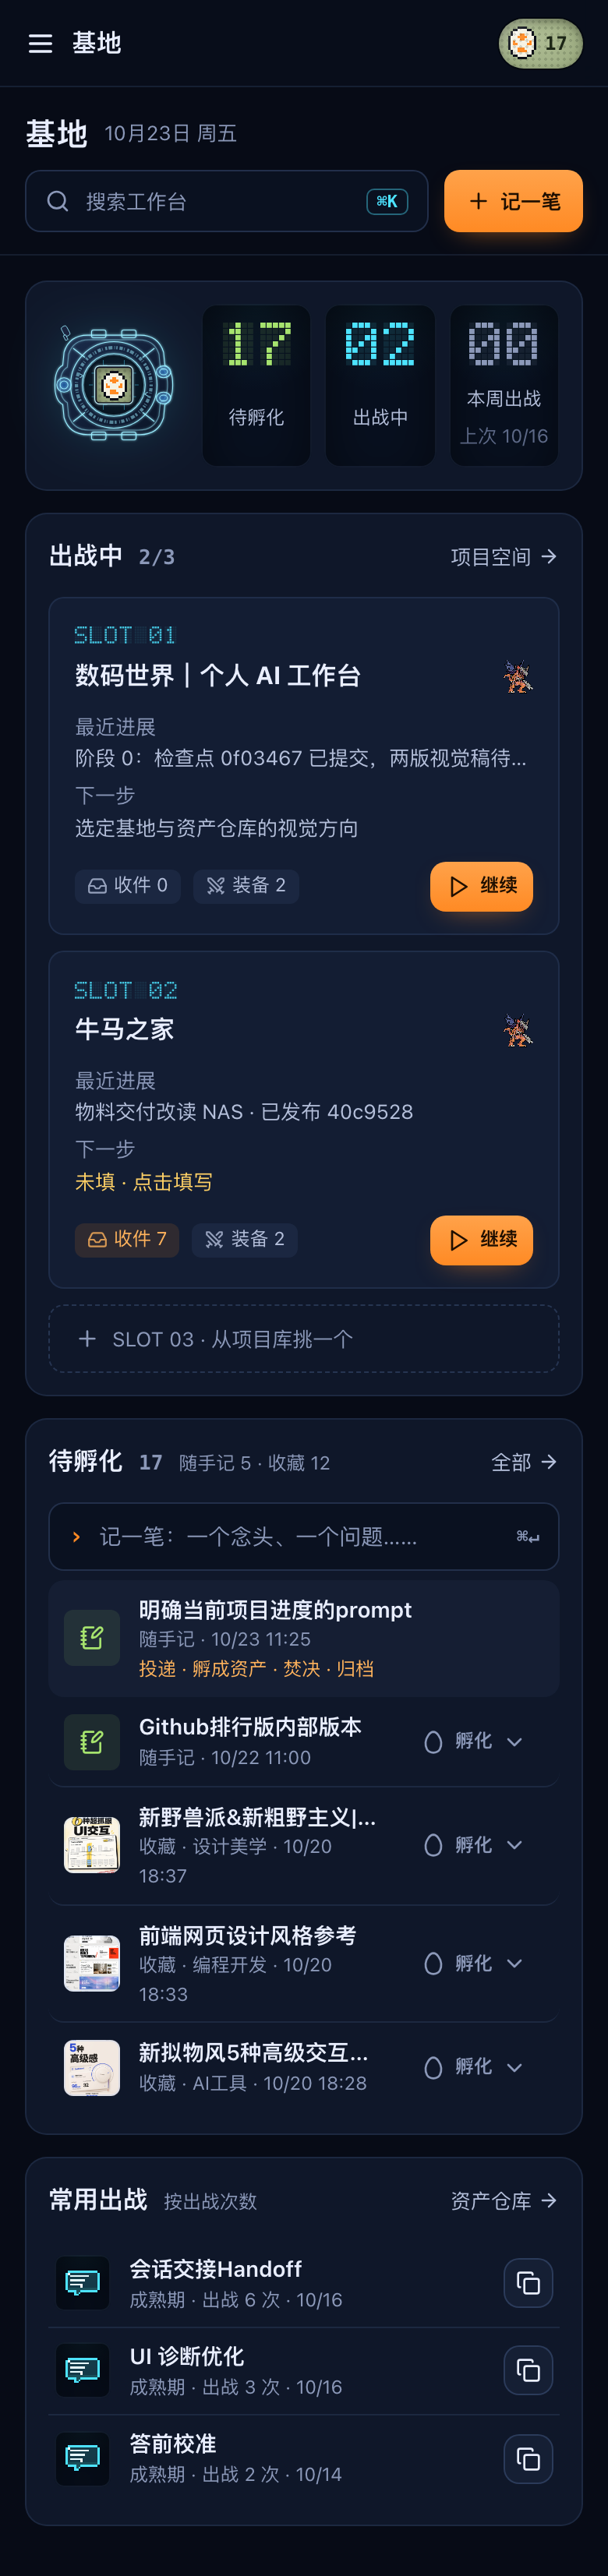 基地
17
基地 10月23日 周五
搜索工作台 ⌘K
+ 记一笔
17
待孵化
02
出战中
00
本周出战
上次 10/16
出战中 2/3 项目空间 →
SLOT 01
数码世界｜个人 AI 工作台
最近进展
阶段 0：检查点 0f03467 已提交，两版视觉稿待...
下一步
选定基地与资产仓库的视觉方向
收件 0 装备 2 继续
SLOT 02
牛马之家
最近进展
物料交付改读 NAS · 已发布 40c9528
下一步
未填 · 点击填写
收件 7 装备 2 继续
+ SLOT 03 · 从项目库挑一个
待孵化 17 随手记 5 · 收藏 12 全部 →
› 记一笔：一个念头、一个问题…… ⌘↵
明确当前项目进度的prompt
随手记 · 10/23 11:25
投递 · 孵成资产 · 焚决 · 归档
Github排行版内部版本
随手记 · 10/22 11:00
孵化
新野兽派&新粗野主义|...
收藏 · 设计美学 · 10/20
18:37
孵化
UI交互
前端网页设计风格参考
收藏 · 编程开发 · 10/20
18:33
孵化
新拟物风5种高级交互...
收藏 · AI工具 · 10/20 18:28
孵化
5种
高级感
常用出战 按出战次数 资产仓库 →
会话交接Handoff
成熟期 · 出战 6 次 · 10/16
UI 诊断优化
成熟期 · 出战 3 次 · 10/16
答前校准
成熟期 · 出战 2 次 · 10/14